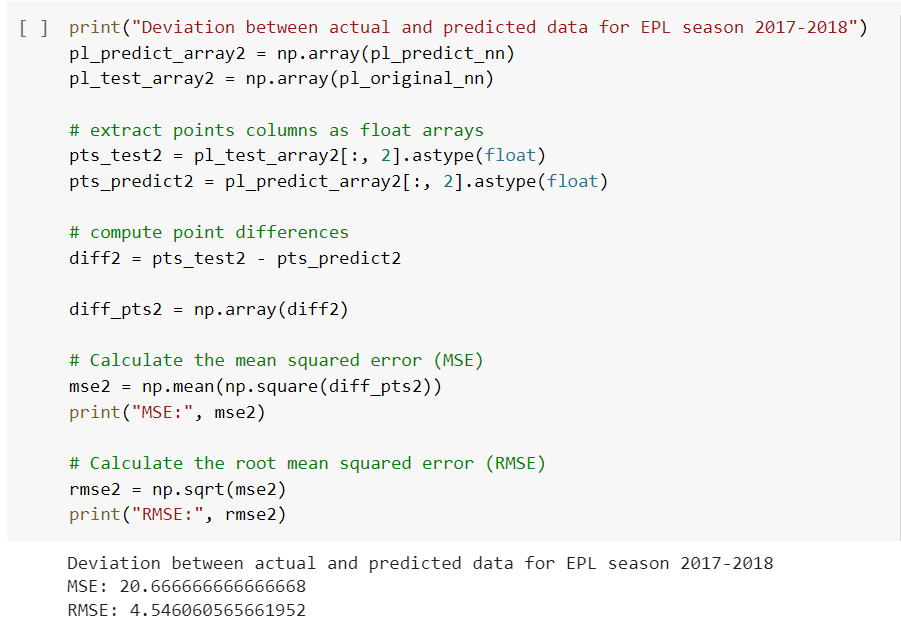 [ ] print("Deviation between actual and predicted data for EPL season 2017-2018")
pl_predict_array2 = np.array(pl_predict_nn)
pl_test_array2 = np.array(pl_original_nn)
# extract points columns as float arrays
pts_test2 = pl_test_array2[:, 2].astype(float)
pts_predict2 = pl_predict_array2[:, 2].astype(float)
# compute point differences
diff2 = pts_test2 - pts_predict2
diff_pts2 = np.array(diff2)
# Calculate the mean squared error (MSE)
mse2 = np.mean(np.square(diff_pts2))
print("MSE:", mse2)
# Calculate the root mean squared error (RMSE)
rmse2 = np.sqrt(mse2)
print("RMSE:", rmse2)
Deviation between actual and predicted data for EPL season 2017-2018
MSE: 20.666666666666668
RMSE: 4.546060565661952